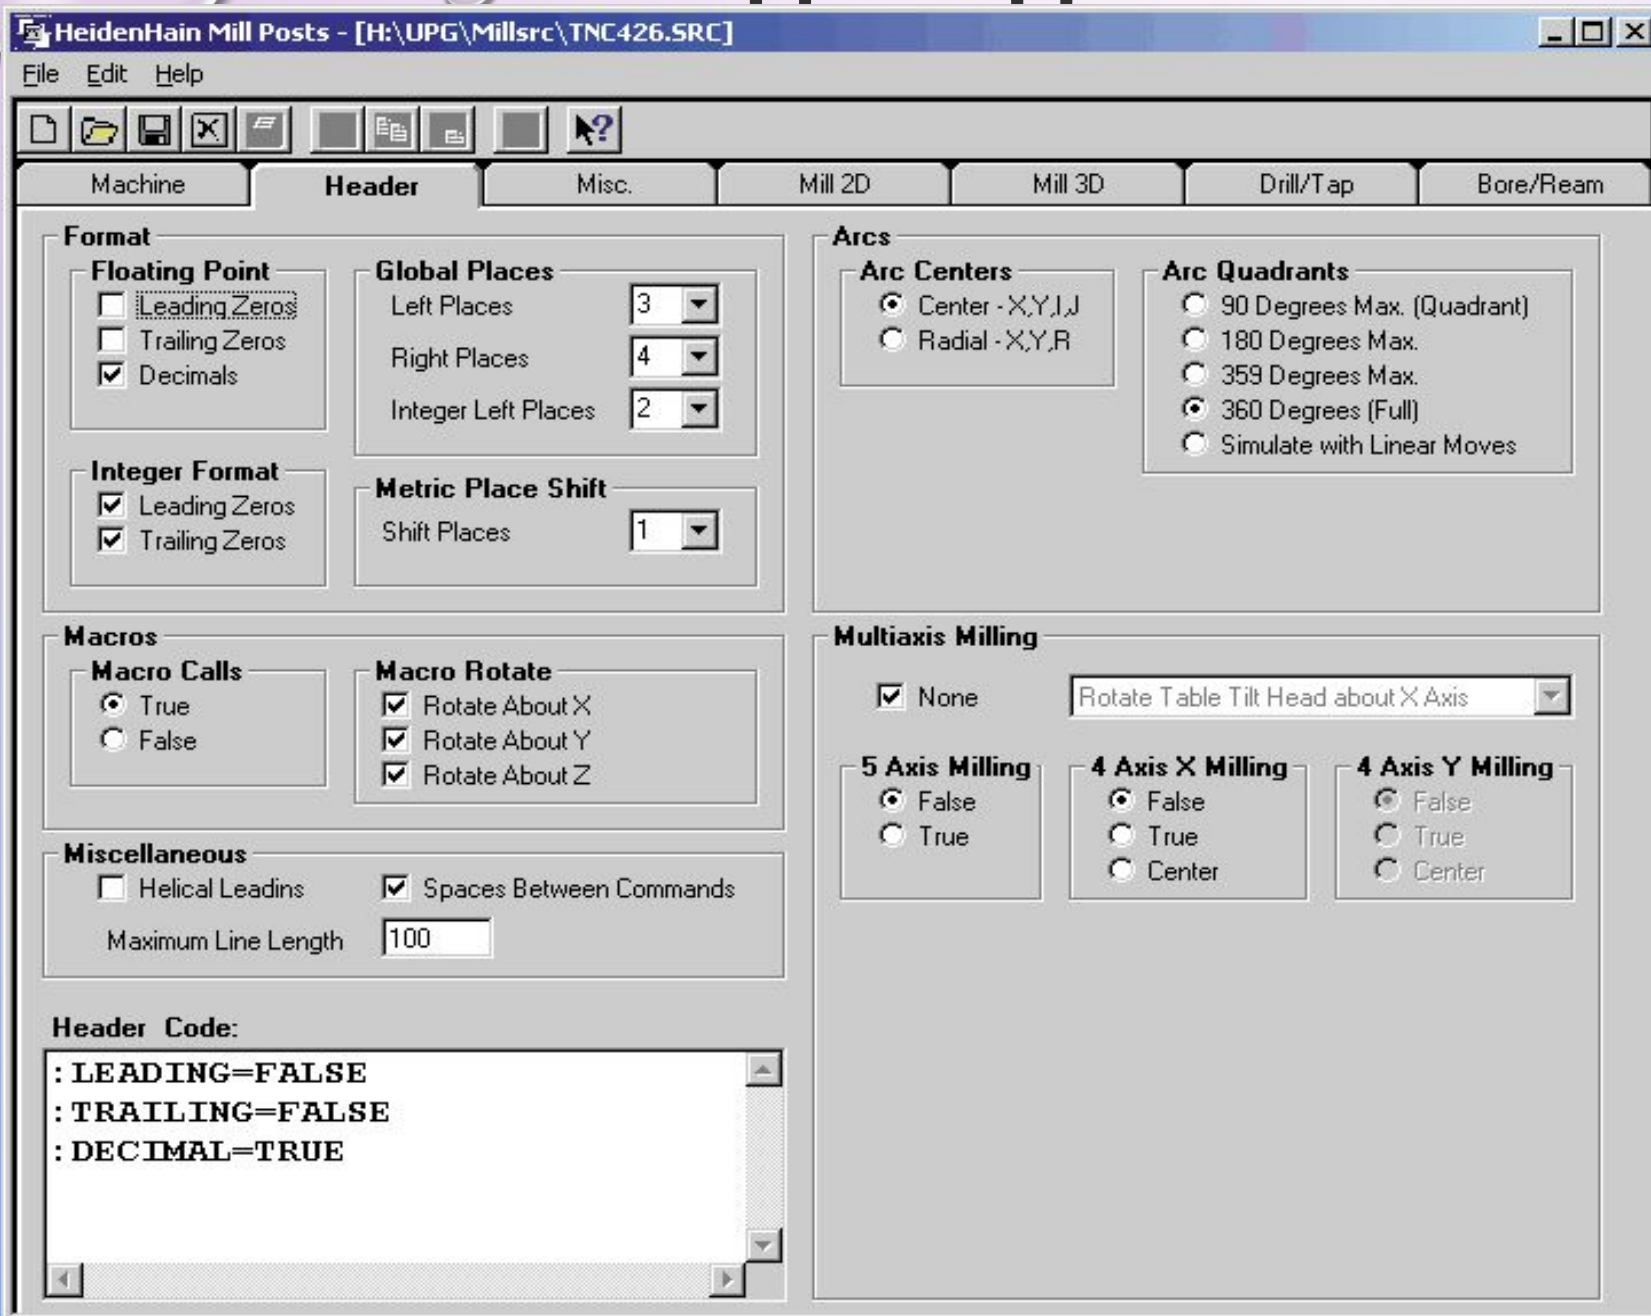 HeidenHain Mill Posts - [H:\UPG\Millsrc\TNC426.SRC]
File Edit Help
Machine Header Misc. Mill 2D Mill 3D Drill/Tap Bore/Ream
Format
Floating Point
Leading Zeros
Trailing Zeros
Decimals
Global Places
Left Places 3
Right Places 4
Integer Left Places 2
Integer Format
Leading Zeros
Trailing Zeros
Metric Place Shift
Shift Places 1
Arcs
Arc Centers
Center - X,Y,I,J
Radial - X,Y,R
Arc Quadrants
90 Degrees Max. (Quadrant)
180 Degrees Max.
359 Degrees Max.
360 Degrees (Full)
Simulate with Linear Moves
Macros
Macro Calls
True
False
Macro Rotate
Rotate About X
Rotate About Y
Rotate About Z
Multiaxis Milling
None Rotate Table Tilt Head about X Axis
5 Axis Milling
False
True
4 Axis X Milling
False
True
Center
4 Axis Y Milling
False
True
Center
Miscellaneous
Helical Leadins Spaces Between Commands
Maximum Line Length 100
Header Code:
:LEADING=FALSE
:TRAILING=FALSE
:DECIMAL=TRUE